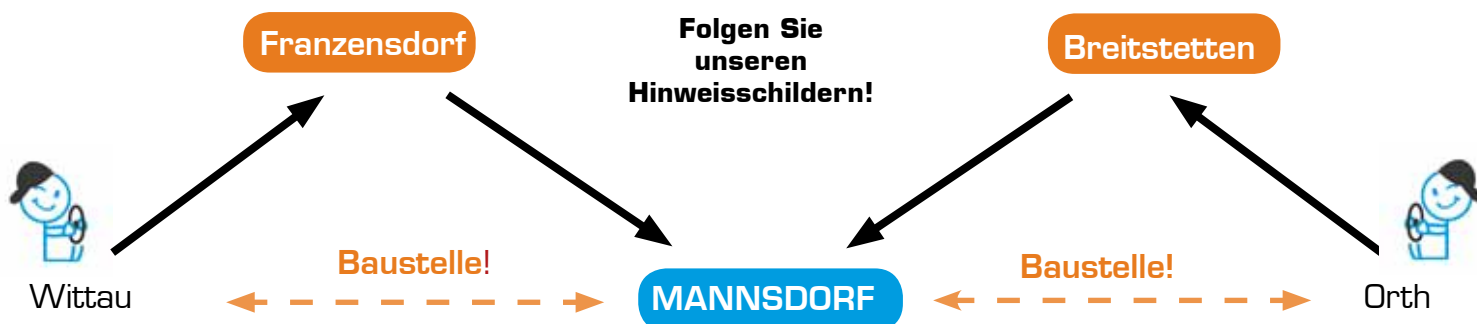 Franzensdorf
Folgen Sie
unseren
Hinweisschildern!
Breitstetten
Baustelle!
Baustelle!
Wittau
MANNSDORF
Orth